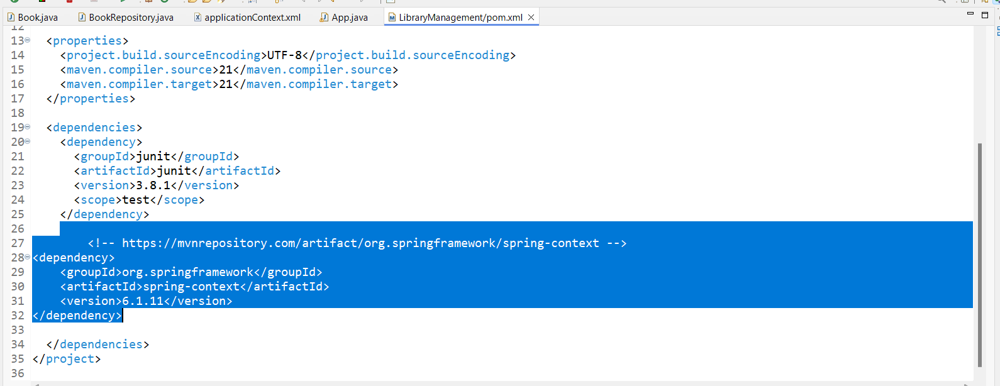 Book.java BookRepository.java applicationContext.xml App.java LibraryManagement/pom.xml
12
13 <properties>
14 <project.build.sourceEncoding>UTF-8</project.build.sourceEncoding>
15 <maven.compiler.source>21</maven.compiler.source>
16 <maven.compiler.target>21</maven.compiler.target>
17 </properties>
18
19 <dependencies>
20 <dependency>
21 <groupId>junit</groupId>
22 <artifactId>junit</artifactId>
23 <version>3.8.1</version>
24 <scope>test</scope>
25 </dependency>
26
27 <!-- https://mvnrepository.com/artifact/org.springframework/spring-context -->
28 <dependency>
29 <groupId>org.springframework</groupId>
30 <artifactId>spring-context</artifactId>
31 <version>6.1.11</version>
32 </dependency>
33
34 </dependencies>
35 </project>
36